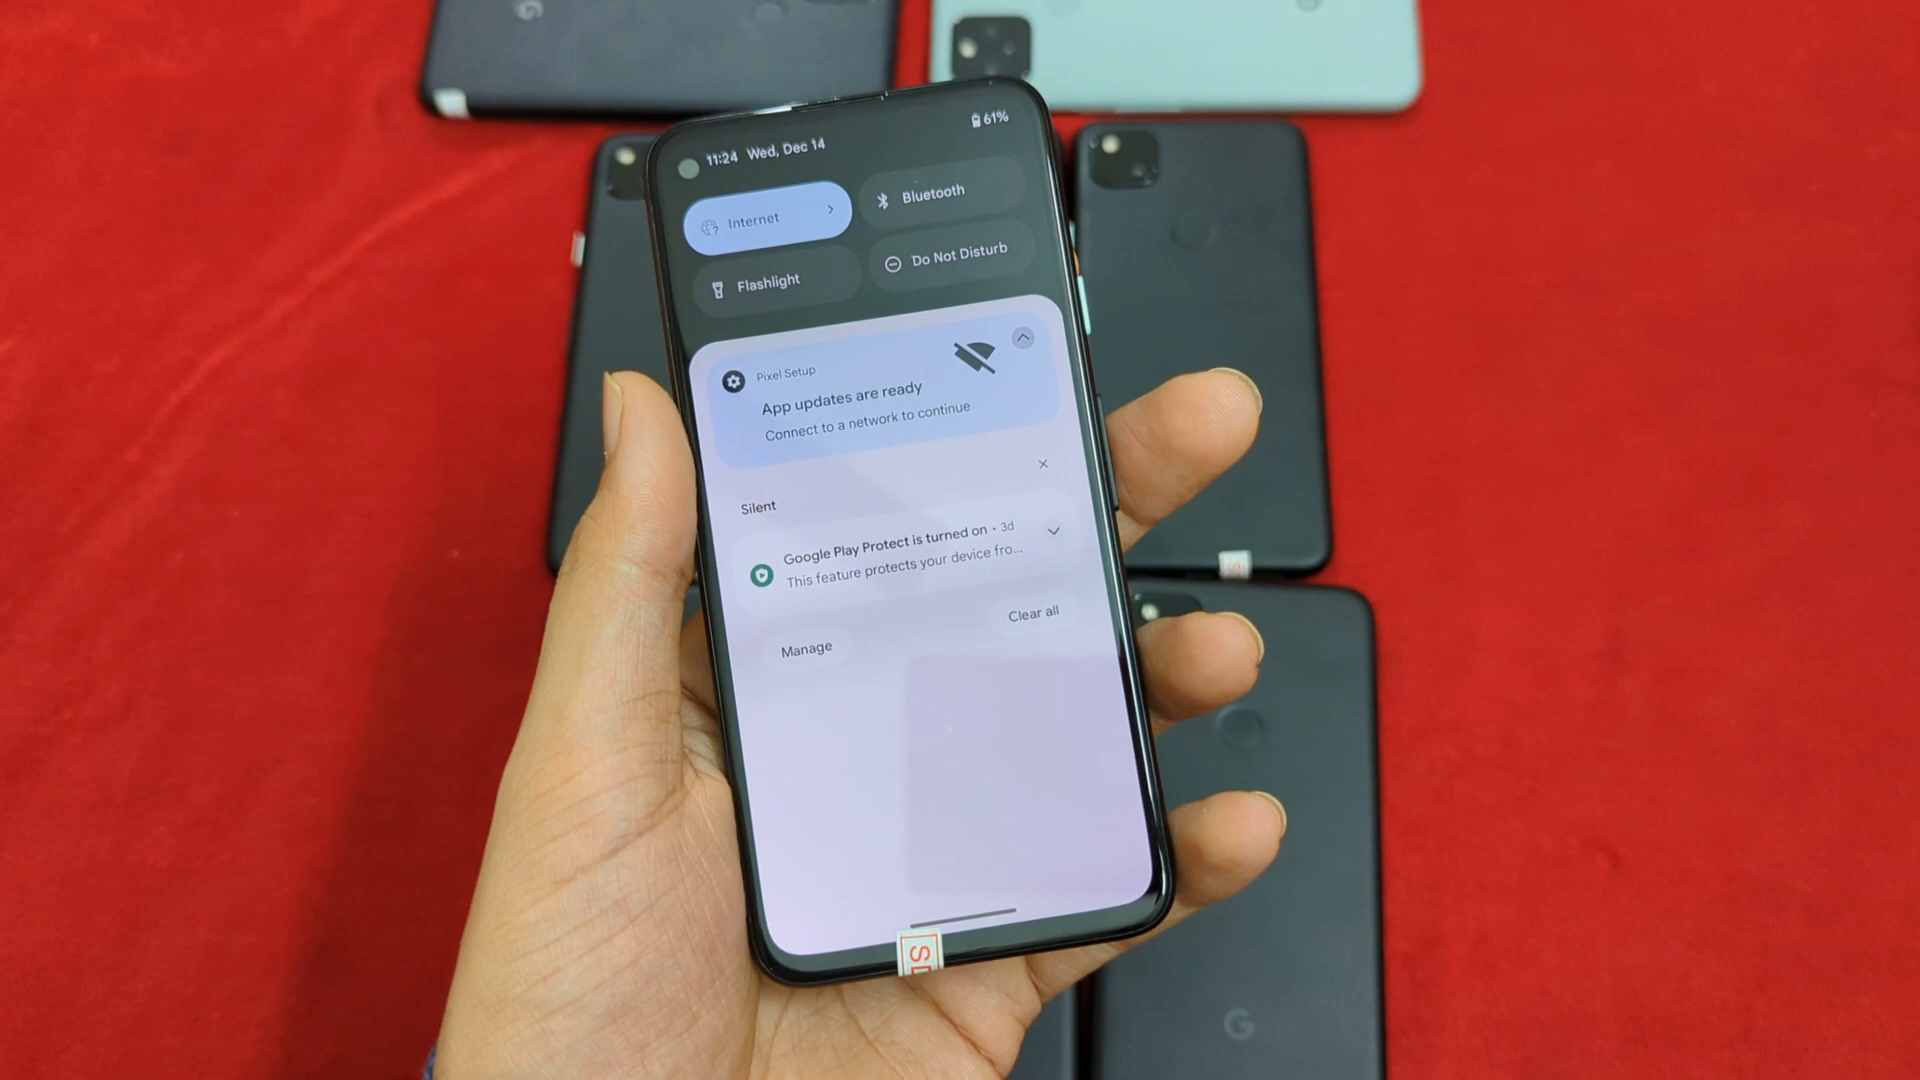 11:24 Wed, Dec 14
61%
Internet
Bluetooth
Flashlight
Do Not Disturb
Pixel Setup
App updates are ready
Connect to a network to continue
Silent
Google Play Protect is turned on • 3d
This feature protects your device fro...
Manage
Clear all
G